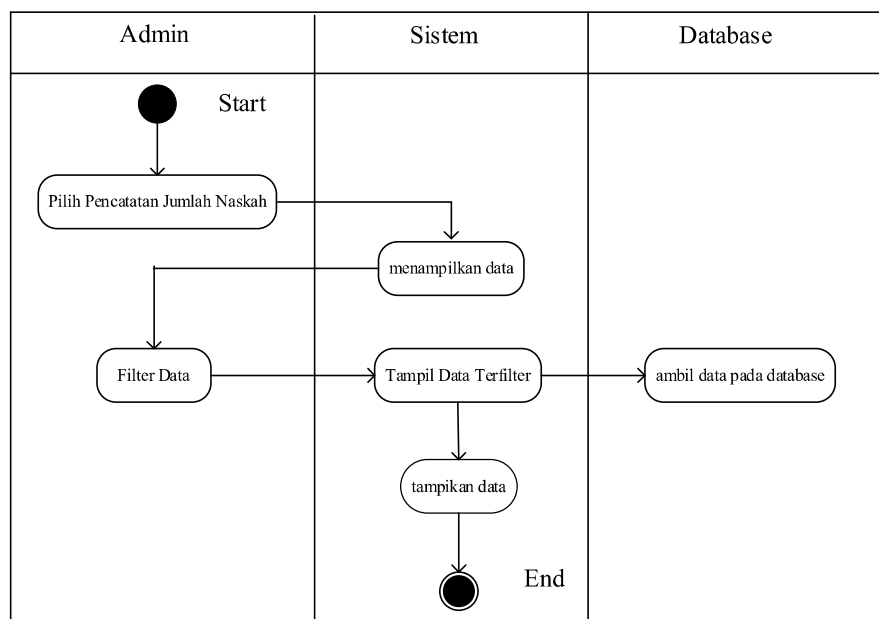 Admin
Sistem
Database
Start
Pilih Pencatatan Jumlah Naskah
menampilkan data
Filter Data
Tampil Data Terfilter
ambil data pada database
tampikan data
End